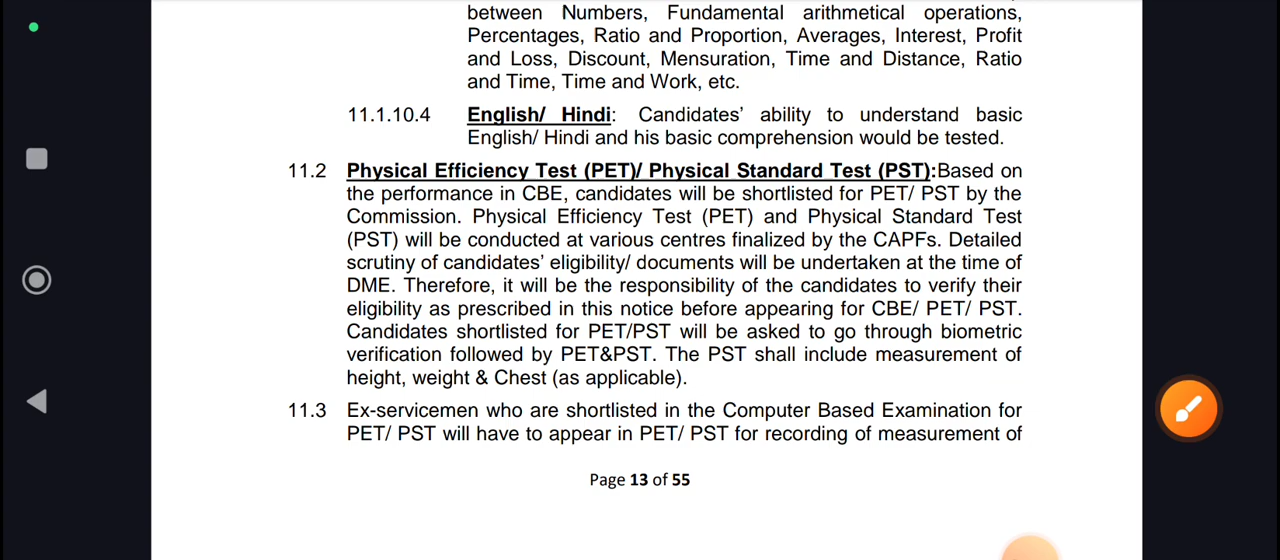 between Numbers, Fundamental arithmetical operations,
Percentages, Ratio and Proportion, Averages, Interest, Profit
and Loss, Discount, Mensuration, Time and Distance, Ratio
and Time, Time and Work, etc.
11.1.10.4 English/ Hindi: Candidates’ ability to understand basic
English/ Hindi and his basic comprehension would be tested.
11.2 Physical Efficiency Test (PET)/ Physical Standard Test (PST):Based on
the performance in CBE, candidates will be shortlisted for PET/ PST by the
Commission. Physical Efficiency Test (PET) and Physical Standard Test
(PST) will be conducted at various centres finalized by the CAPFs. Detailed
scrutiny of candidates’ eligibility/ documents will be undertaken at the time of
DME. Therefore, it will be the responsibility of the candidates to verify their
eligibility as prescribed in this notice before appearing for CBE/ PET/ PST.
Candidates shortlisted for PET/PST will be asked to go through biometric
verification followed by PET&PST. The PST shall include measurement of
height, weight & Chest (as applicable).
11.3 Ex-servicemen who are shortlisted in the Computer Based Examination for
PET/ PST will have to appear in PET/ PST for recording of measurement of
Page 13 of 55